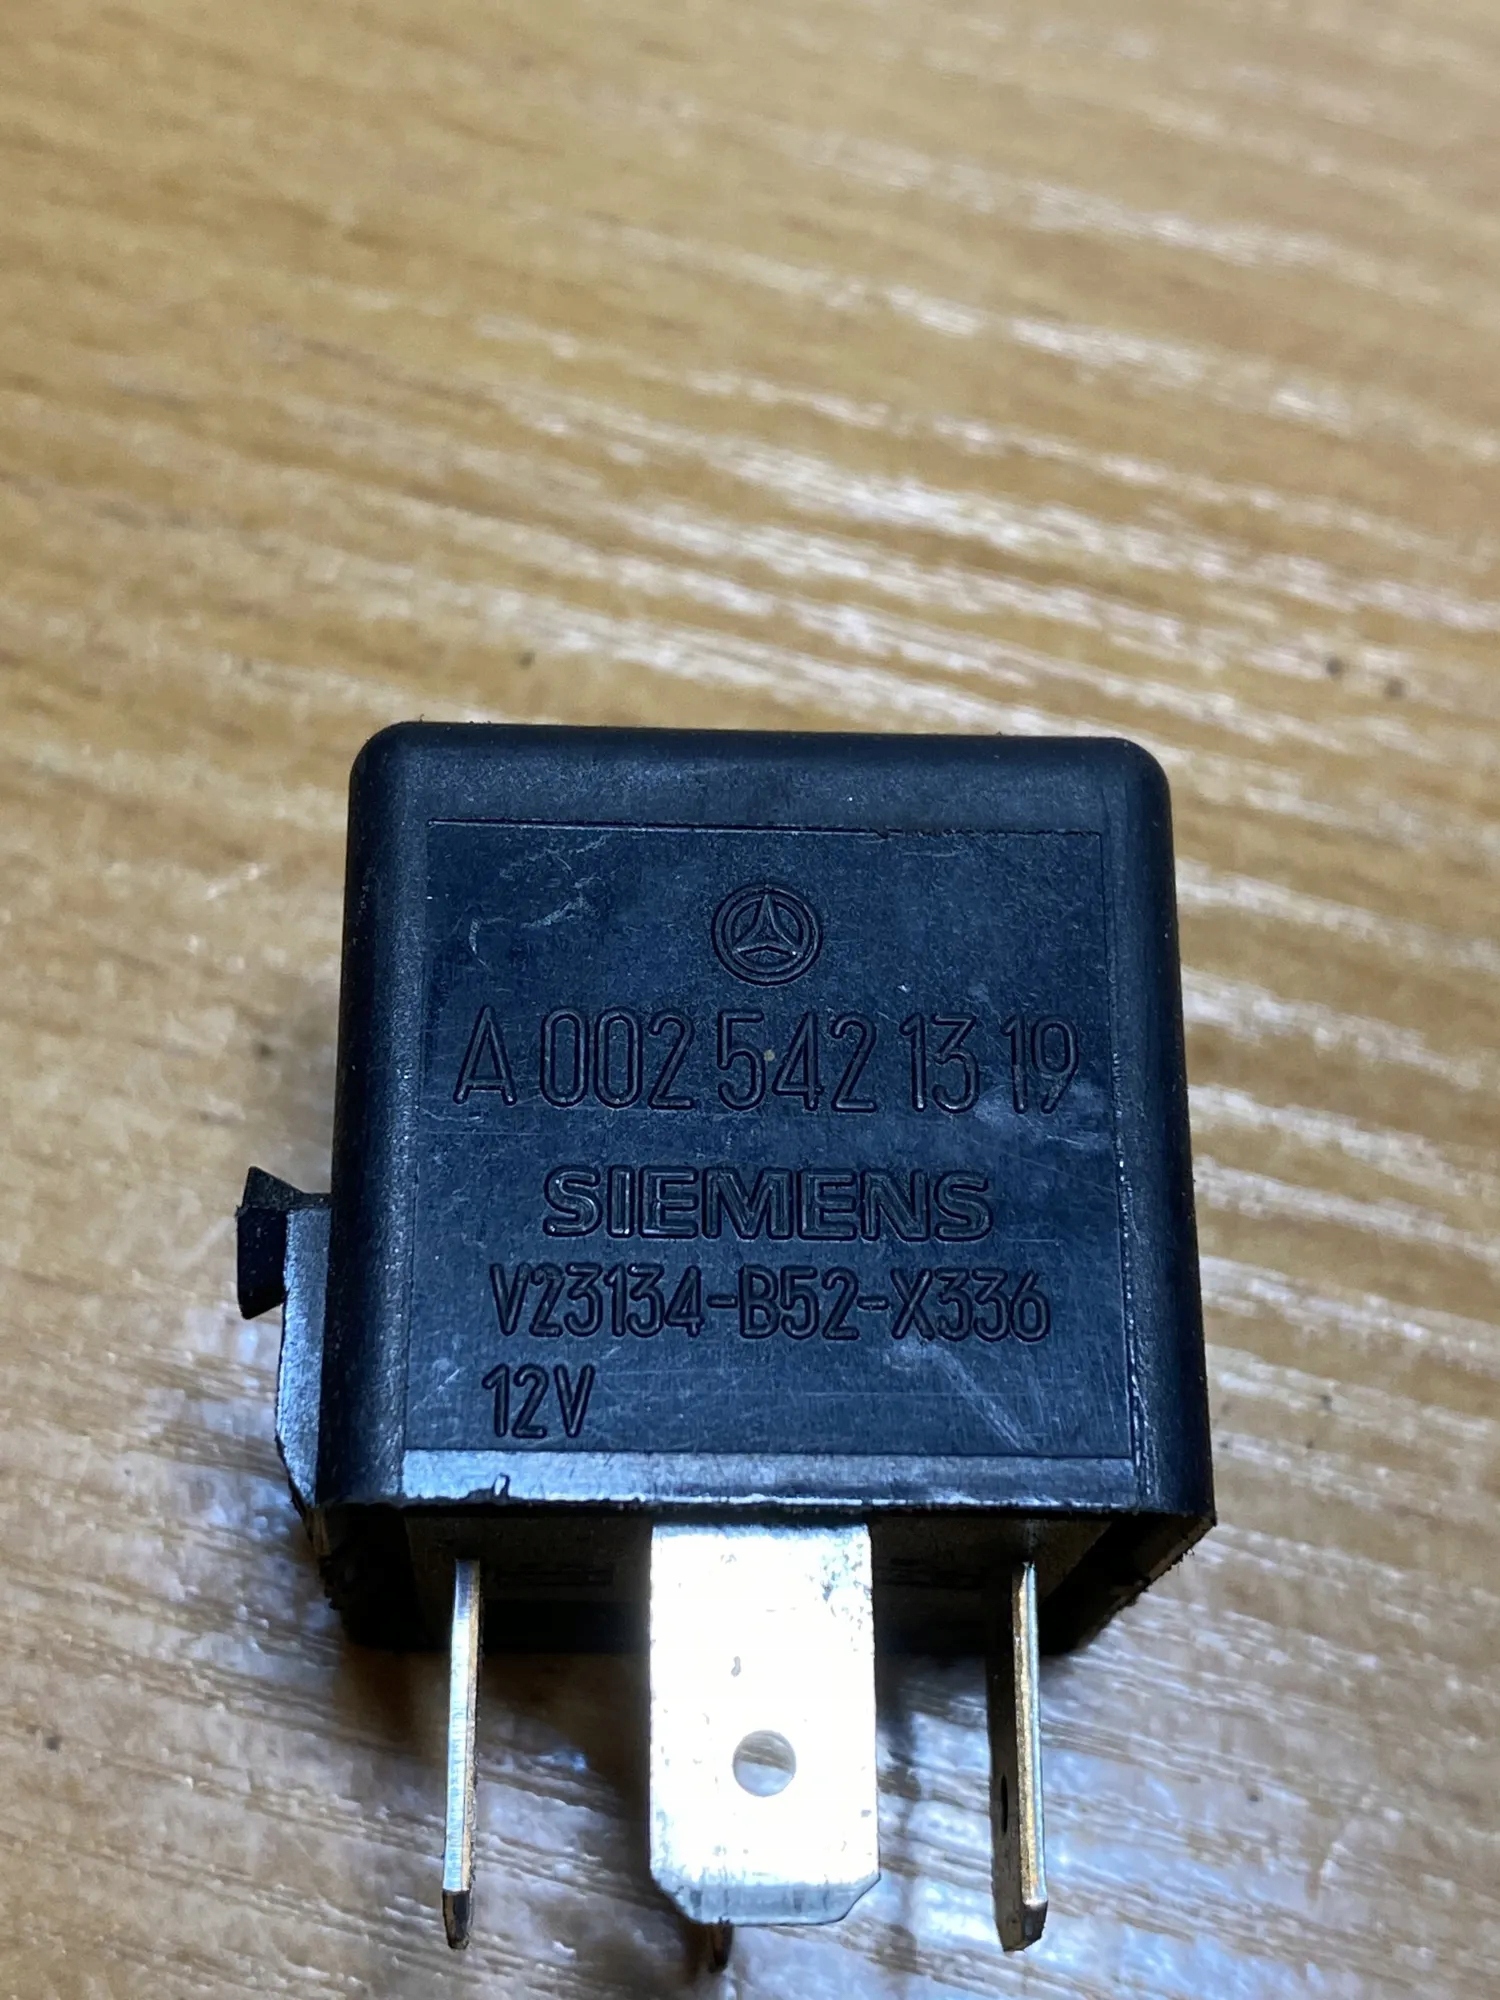 A 002 542 13 19
SIEMENS
V23134-B52-X336
12V